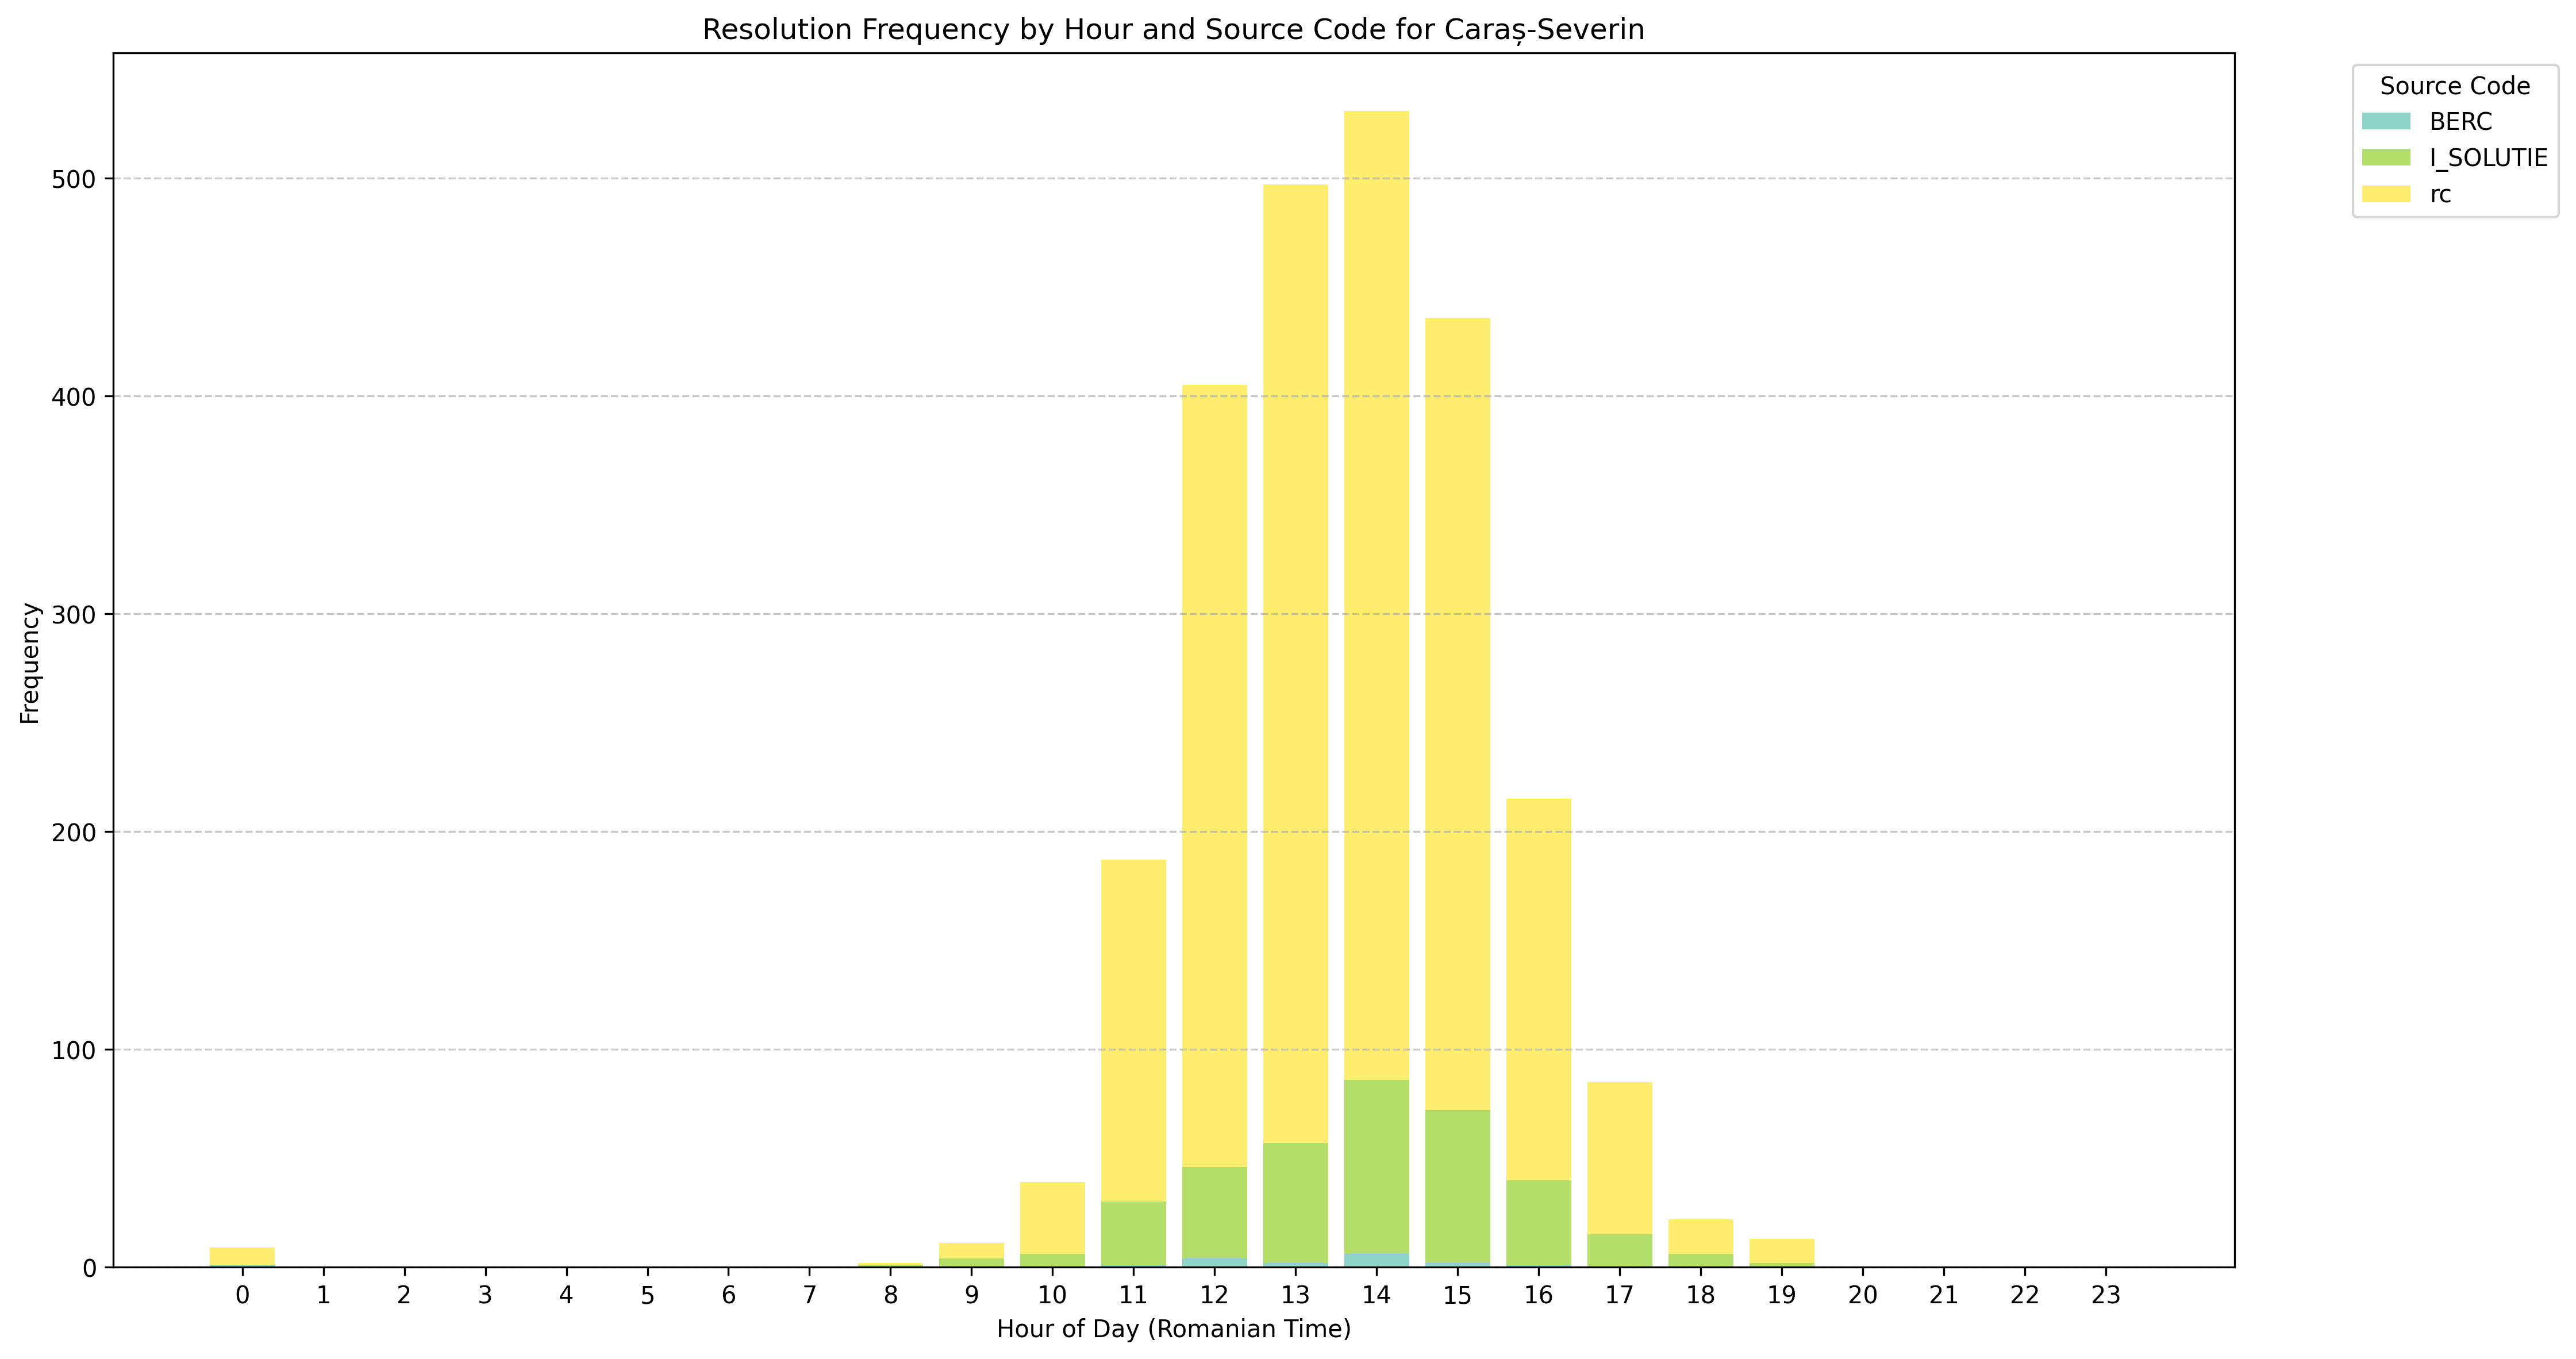 Resolution Frequency by Hour and Source Code for Caraș-Severin
Source Code
BERC
I_SOLUTIE
rc
Frequency
500
400
300
200
100
0
0 1 2 3 4 5 6 7 8 9 10 11 12 13 14 15 16 17 18 19 20 21 22 23
Hour of Day (Romanian Time)